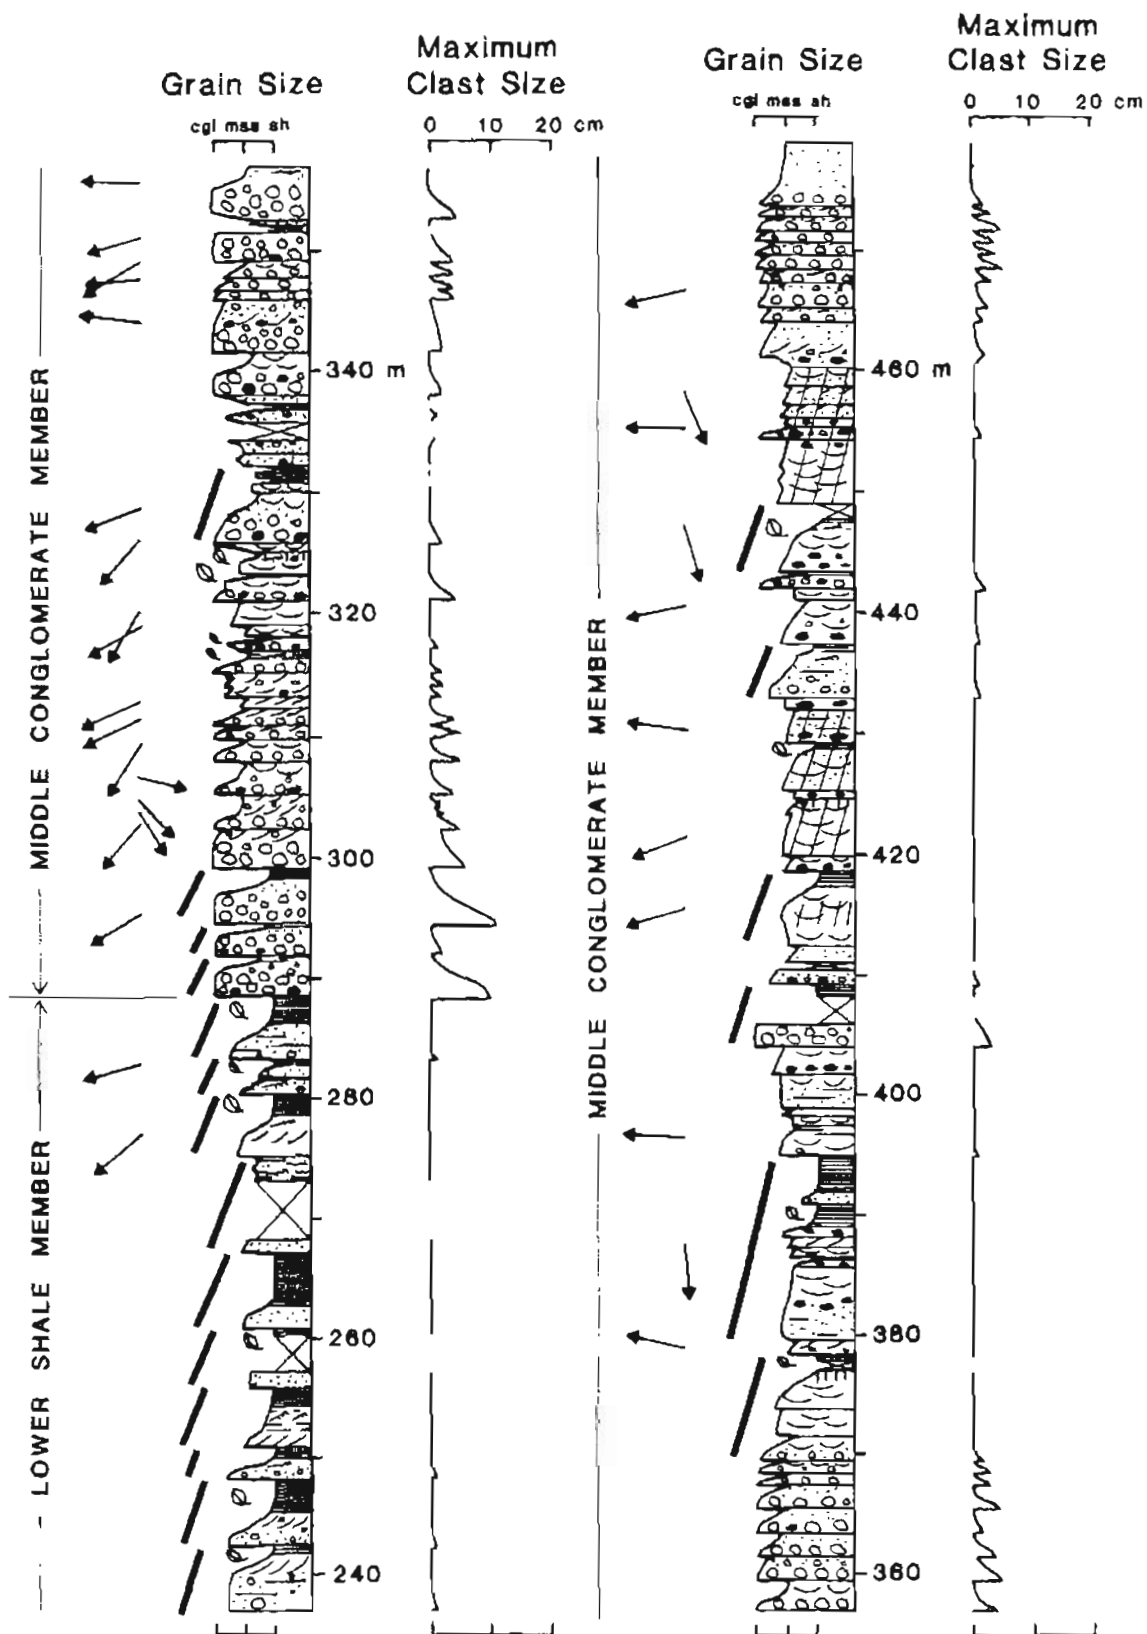 Grain Size
cgl mss sh
Maximum
Clast Size
0 10 20 cm
MIDDLE CONGLOMERATE MEMBER
LOWER SHALE MEMBER
340 m
320
300
280
260
240
Grain Size
cgl mss sh
Maximum
Clast Size
0 10 20 cm
MIDDLE CONGLOMERATE MEMBER
460 m
440
420
400
380
360